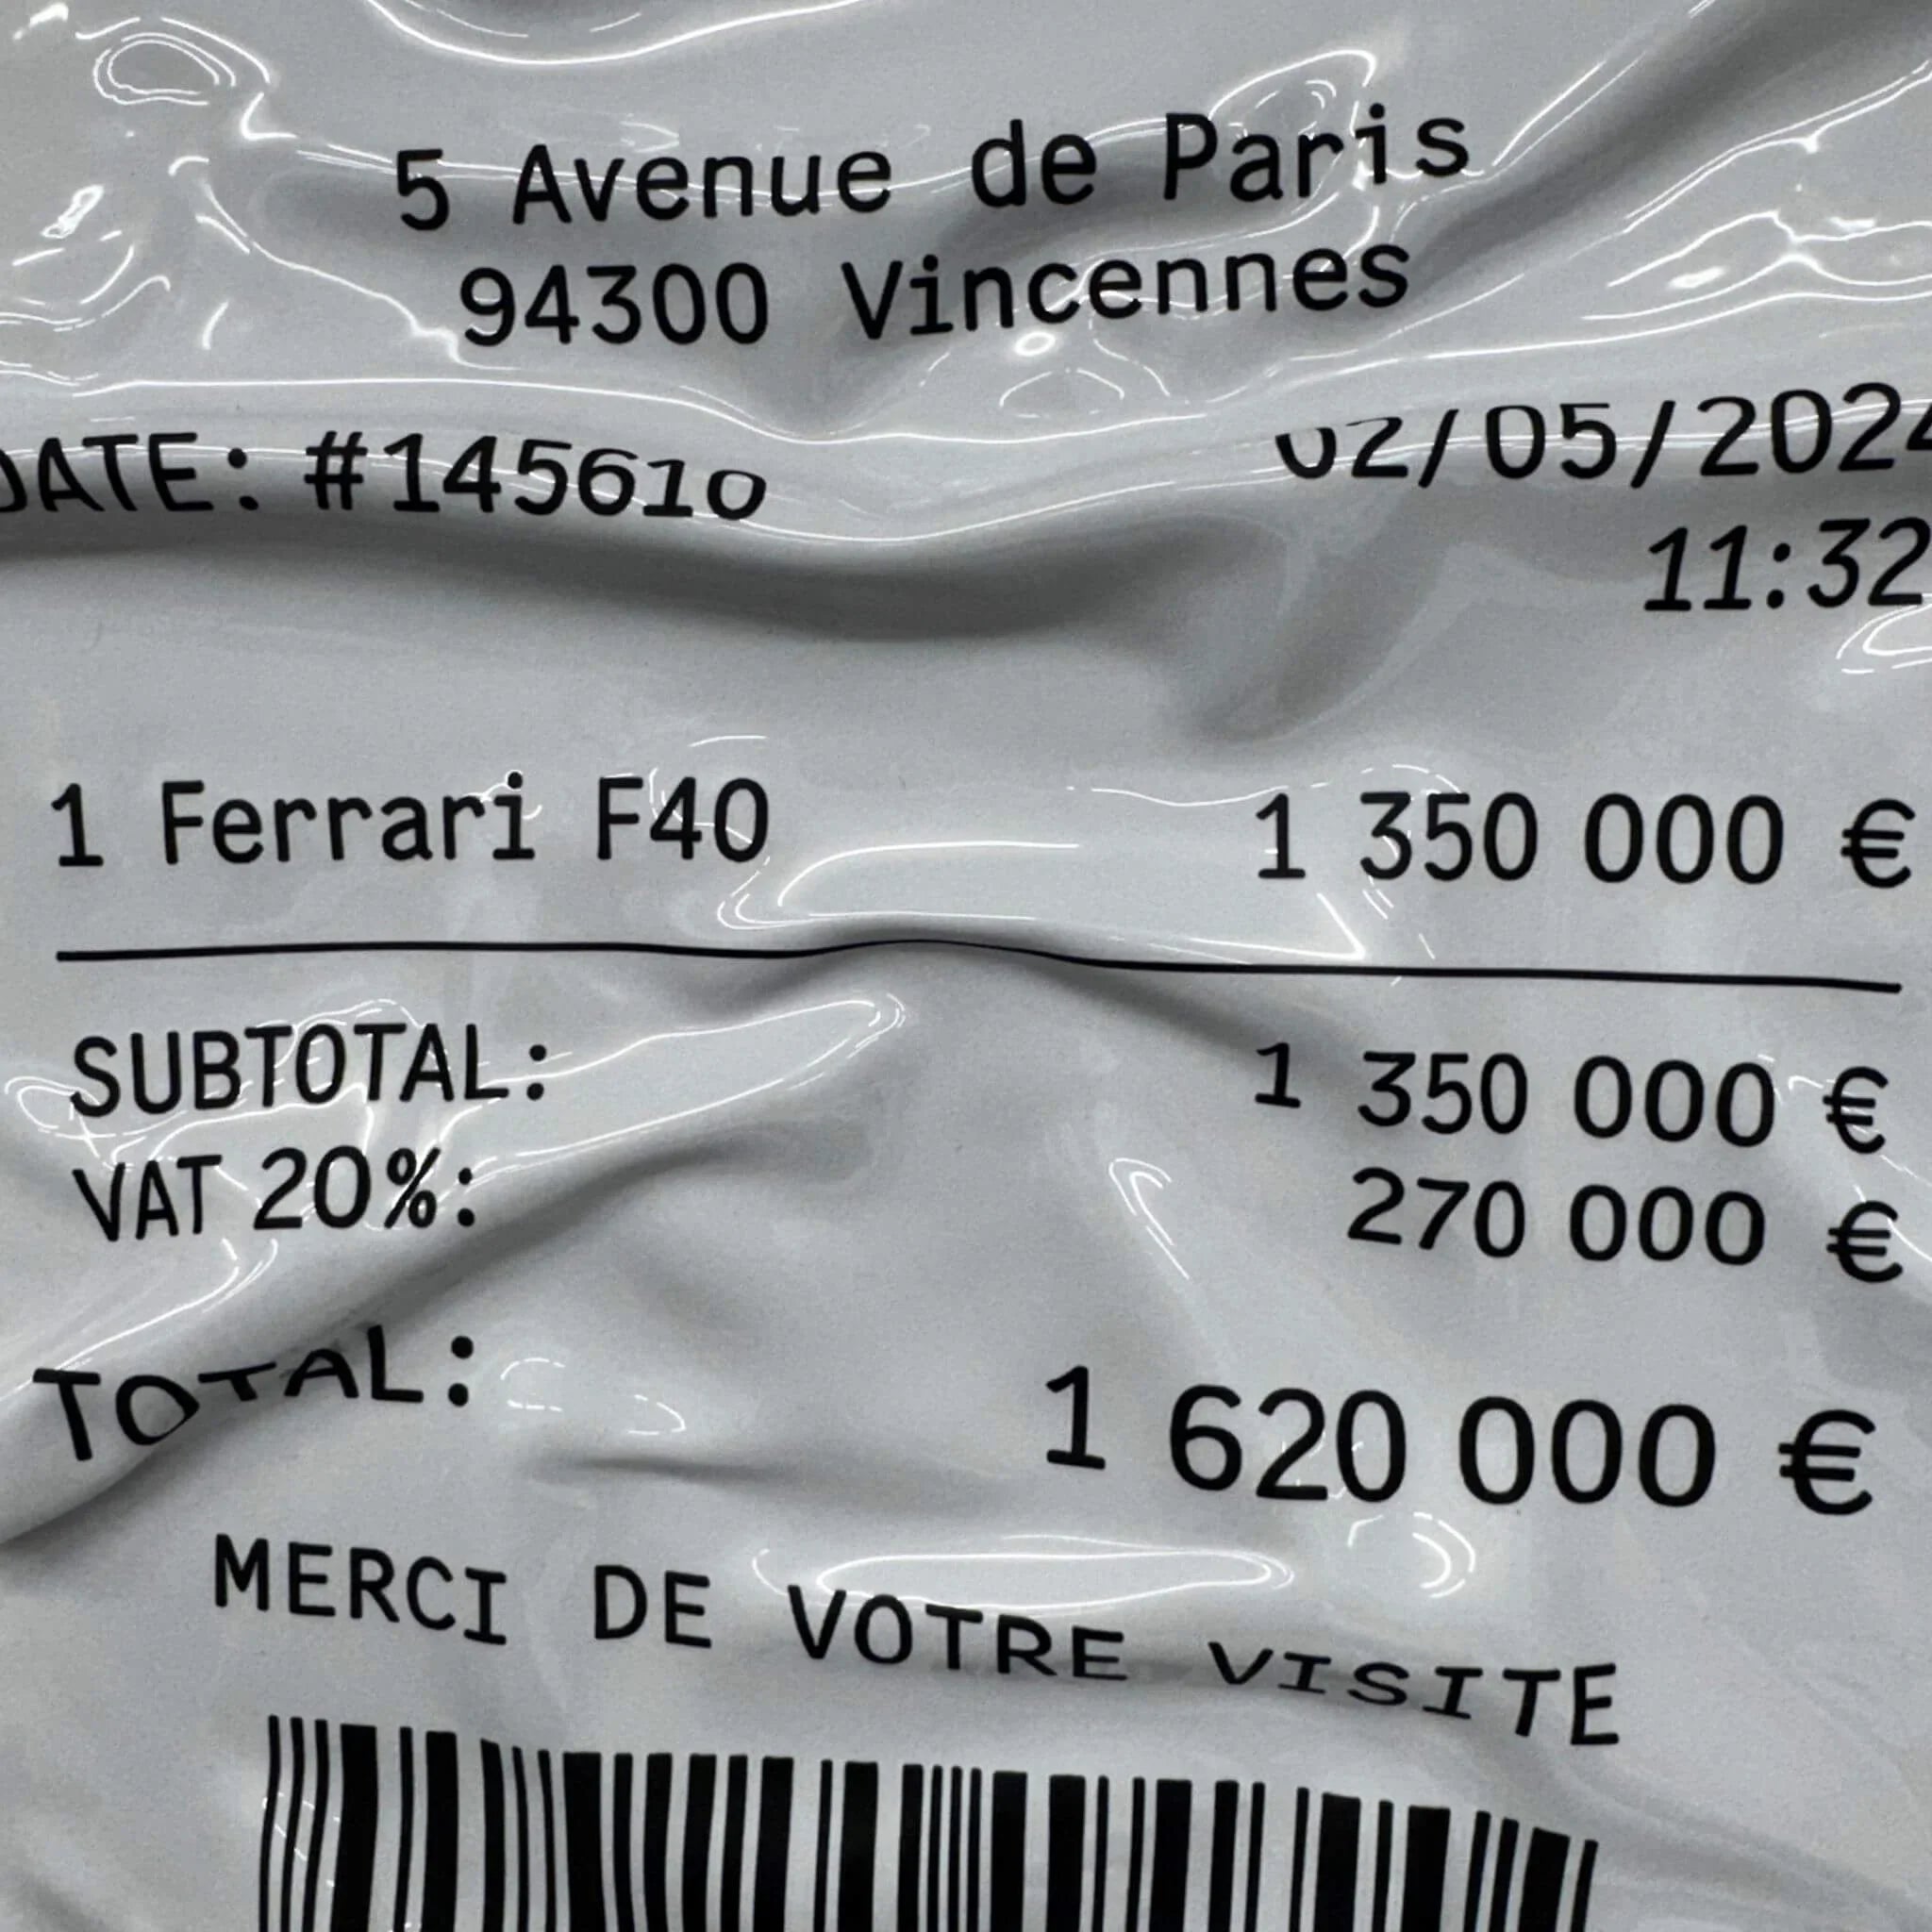 5 Avenue de Paris
94300 Vincennes
DATE: #145610 02/05/2024
11:32
1 Ferrari F40 1 350 000 €
SUBTOTAL: 1 350 000 €
VAT 20%: 270 000 €
TOTAL: 1 620 000 €
MERCI DE VOTRE VISITE